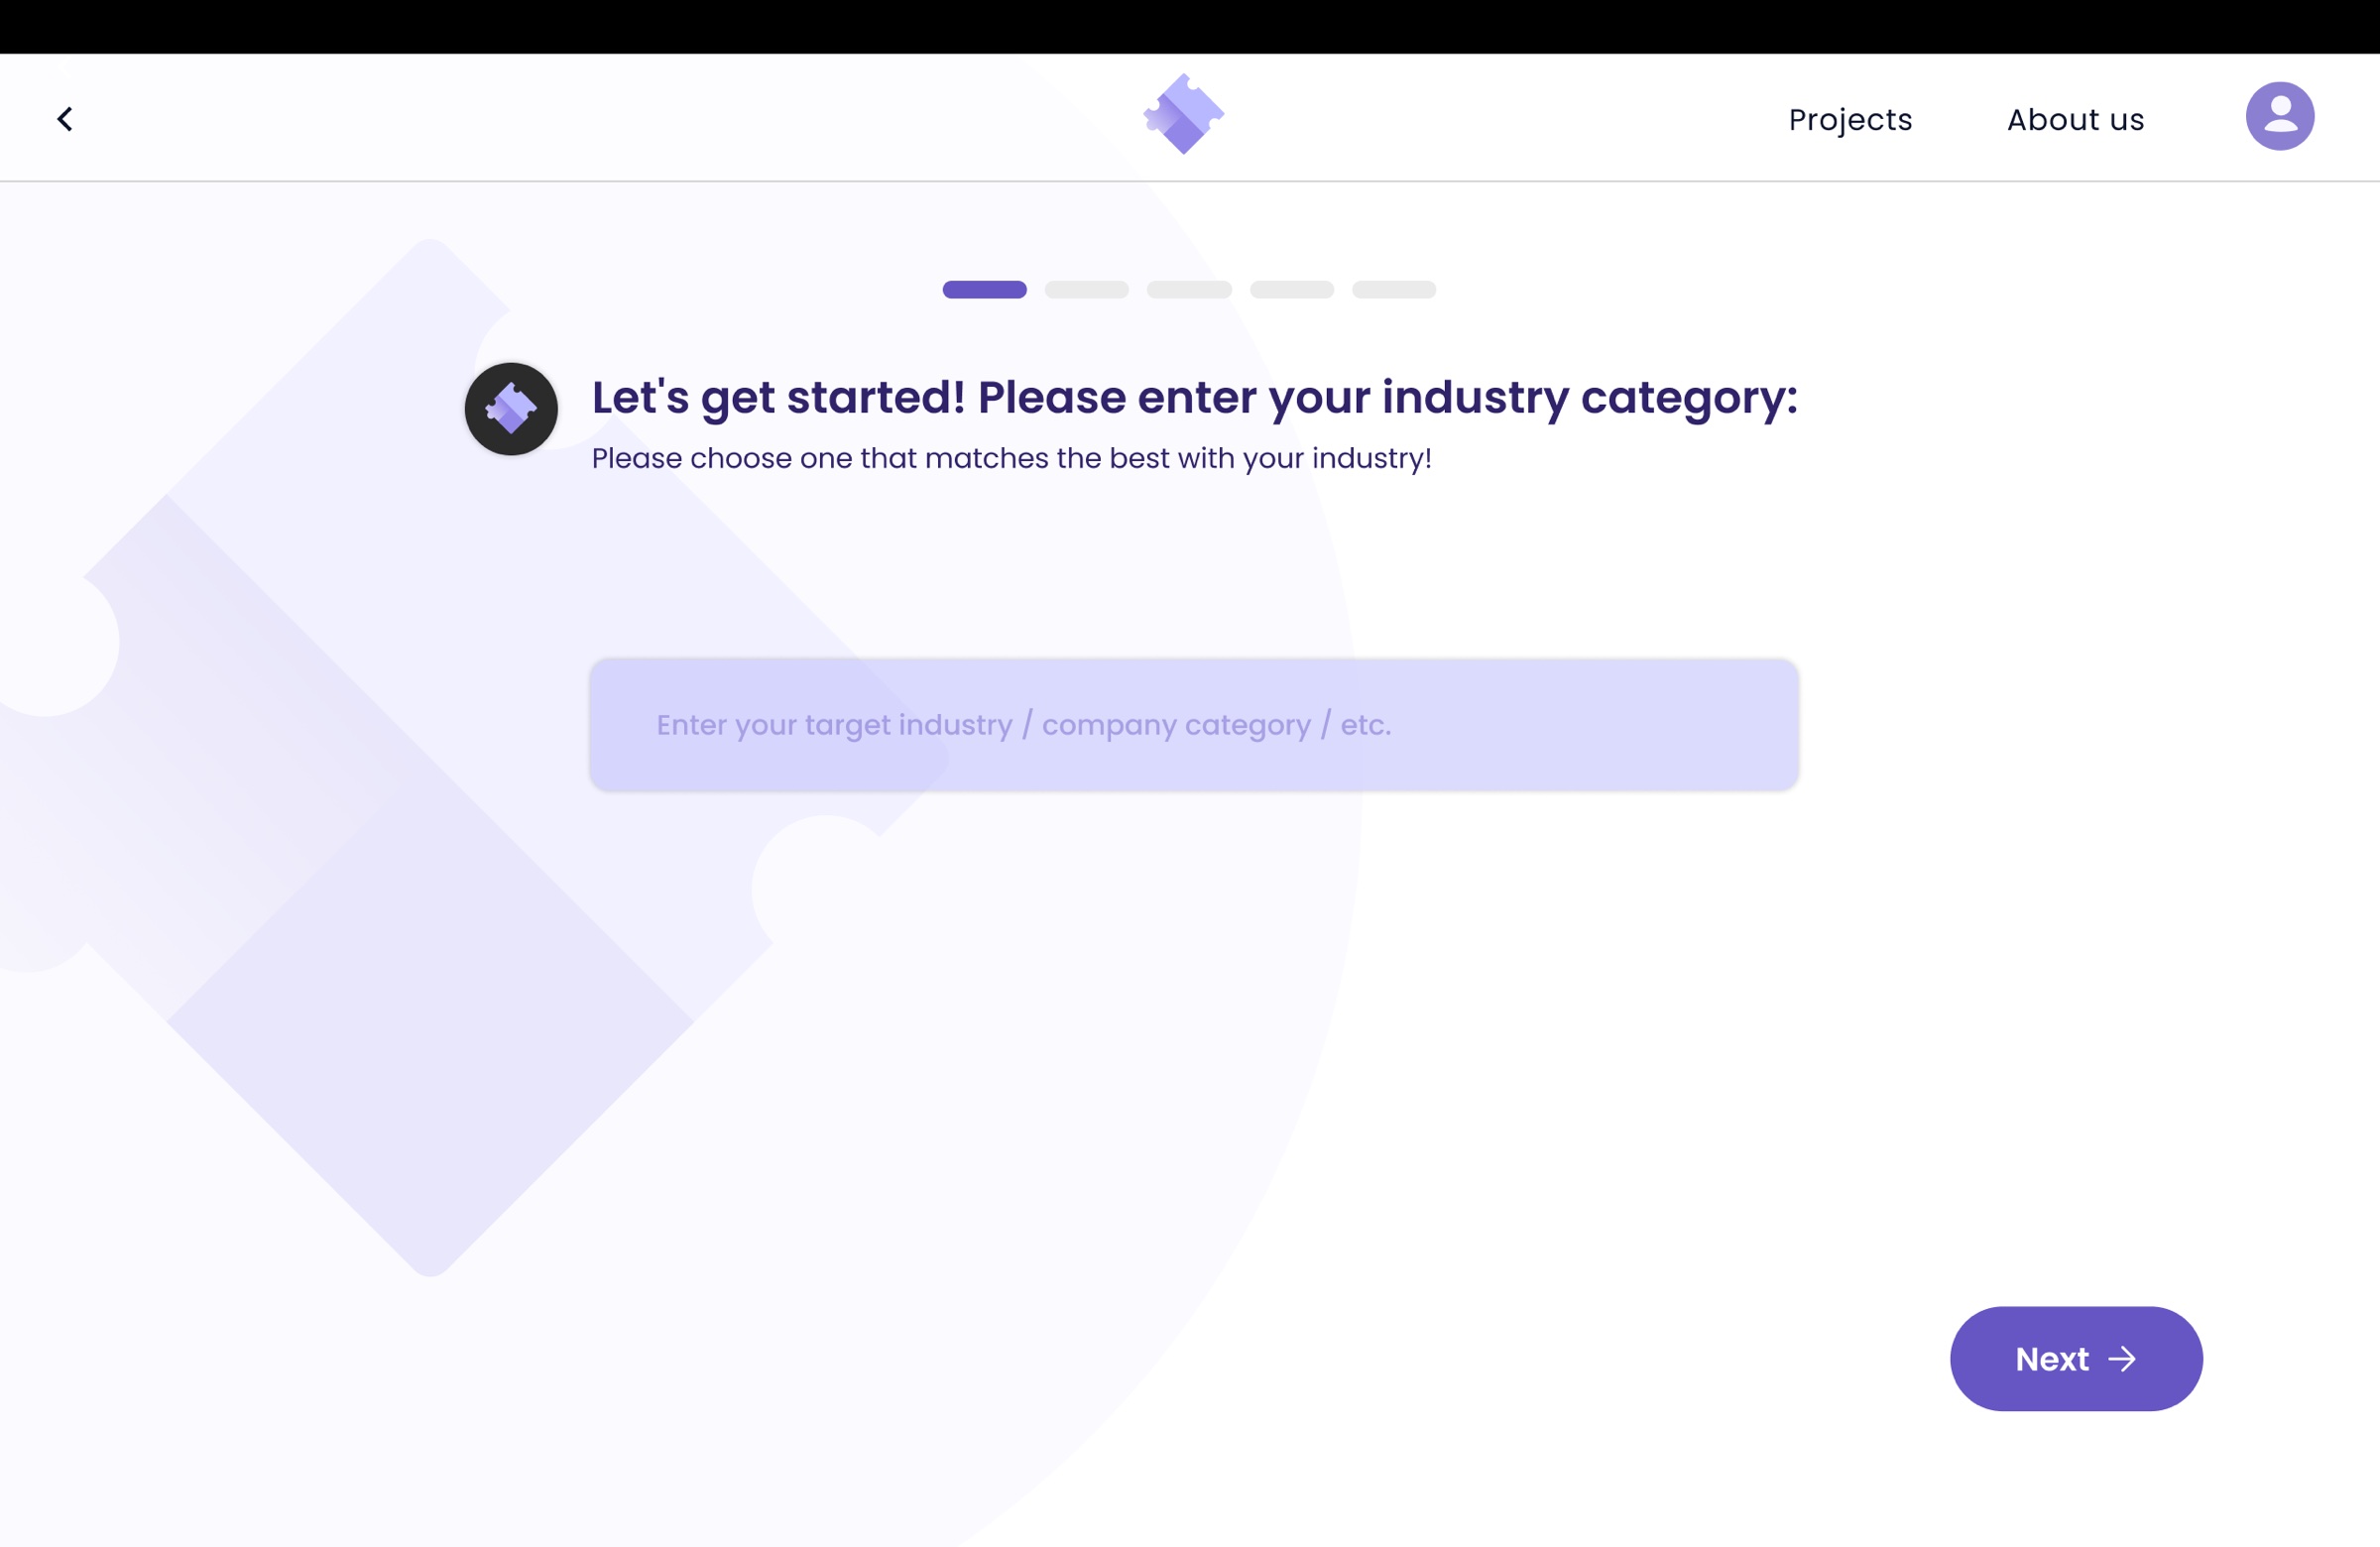 Projects
About us
Let's get started! Please enter your industry category:
Please choose one that matches the best with your industry!
Enter your target industry / company category / etc.
Next